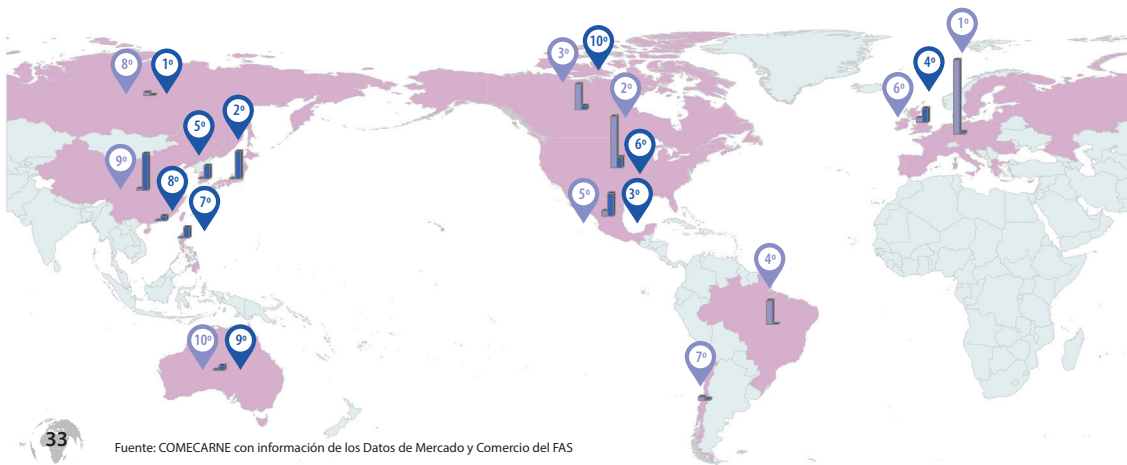 1º
3º
10º
8º
1º
4º
2º
6º
2º
5º
9º
6º
8º
5º
3º
7º
4º
10º
9º
7º
33
Fuente: COMECARNE con información de los Datos de Mercado y Comercio del FAS